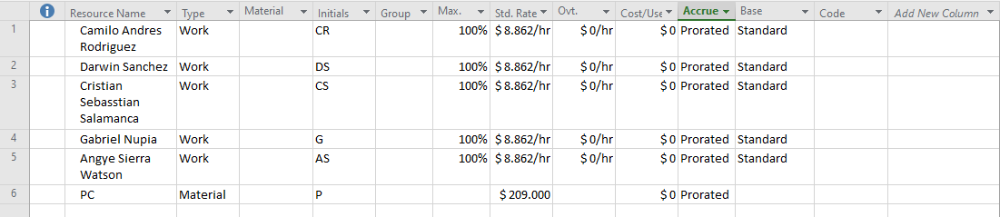 Resource Name Type Material Initials Group Max. Std. Rate Ovt. Cost/Use Accrue Base Code Add New Column
1 Camilo Andres Work CR 100% $ 8.862/hr $ 0/hr $ 0 Prorated Standard
Rodriguez
2 Darwin Sanchez Work DS 100% $ 8.862/hr $ 0/hr $ 0 Prorated Standard
3 Cristian Work CS 100% $ 8.862/hr $ 0/hr $ 0 Prorated Standard
Sebasstian
Salamanca
4 Gabriel Nupia Work G 100% $ 8.862/hr $ 0/hr $ 0 Prorated Standard
5 Angye Sierra Work AS 100% $ 8.862/hr $ 0/hr $ 0 Prorated Standard
Watson
6 PC Material P $ 209.000 $ 0 Prorated